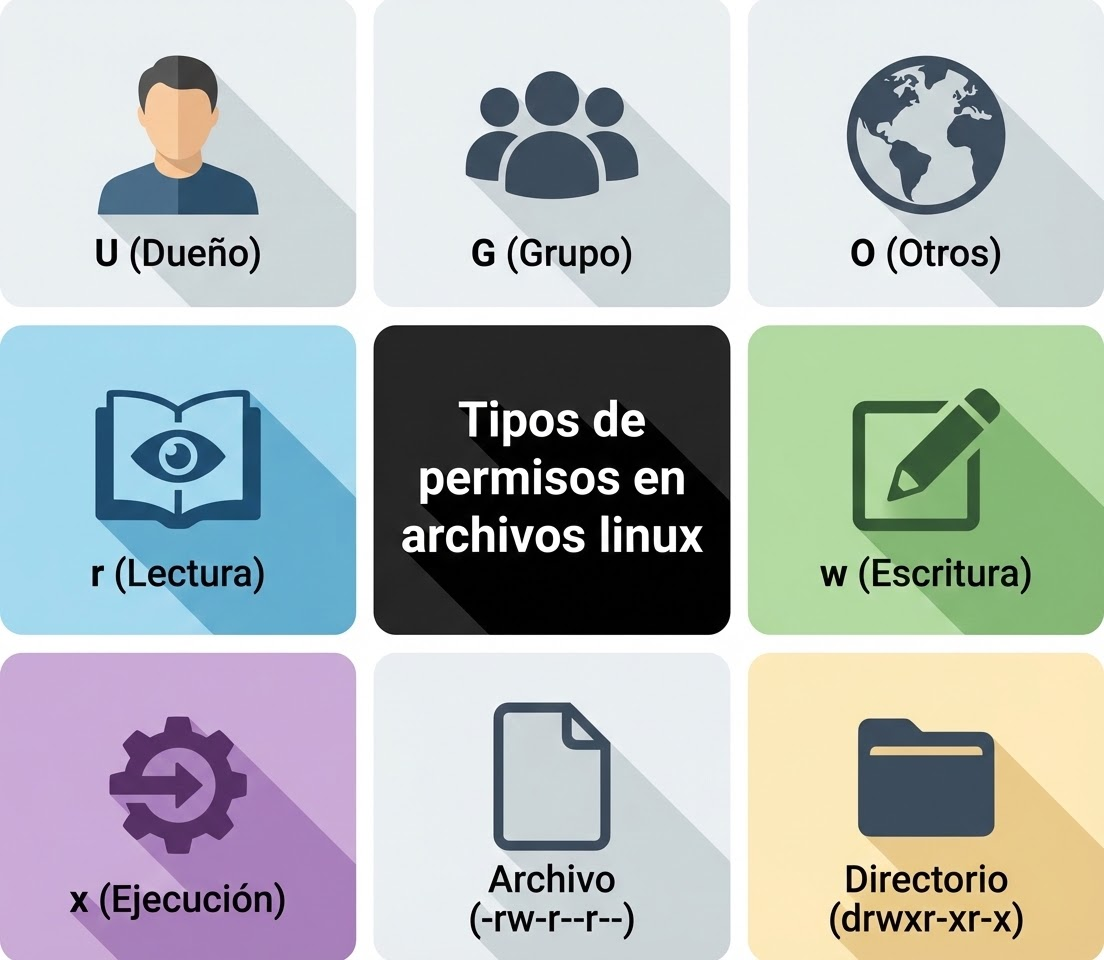 U (Dueño)
G (Grupo)
O (Otros)
r (Lectura)
Tipos de
permisos en
archivos linux
w (Escritura)
x (Ejecución)
Archivo
(-rw-r--r--)
Directorio
(drwxr-xr-x)